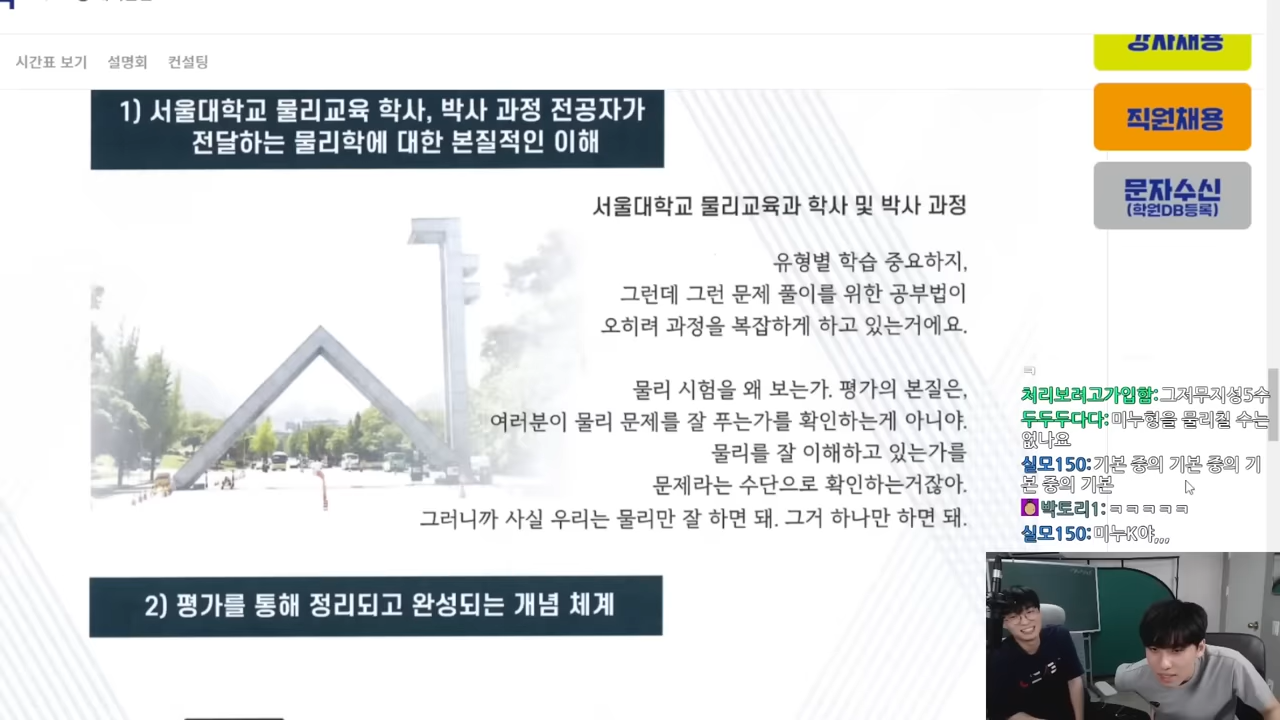 시간표 보기 설명회 컨설팅
강사채용
직원채용
문자수신
(학원DB등록)
1) 서울대학교 물리교육 학사, 박사 과정 전공자가
전달하는 물리학에 대한 본질적인 이해
서울대학교 물리교육과 학사 및 박사 과정
유형별 학습 중요하지,
그런데 그런 문제 풀이를 위한 공부법이
오히려 과정을 복잡하게 하고 있는거에요.
물리 시험을 왜 보는가. 평가의 본질은,
여러분이 물리 문제를 잘 푸는가를 확인하는게 아니야.
물리를 잘 이해하고 있는가를
문제라는 수단으로 확인하는거잖아.
그러니까 사실 우리는 물리만 잘 하면 돼. 그거 하나만 하면 돼.
2) 평가를 통해 정리되고 완성되는 개념 체계
ㅋ
처리보려고가입함:그저무지성5수
두두두다다:미누형을 물리칠 수는
없나요
실모150:기본 중의 기본 중의 기
본 중의 기본
박토리1:ㅋㅋㅋㅋㅋ
실모150:미누K야,,,